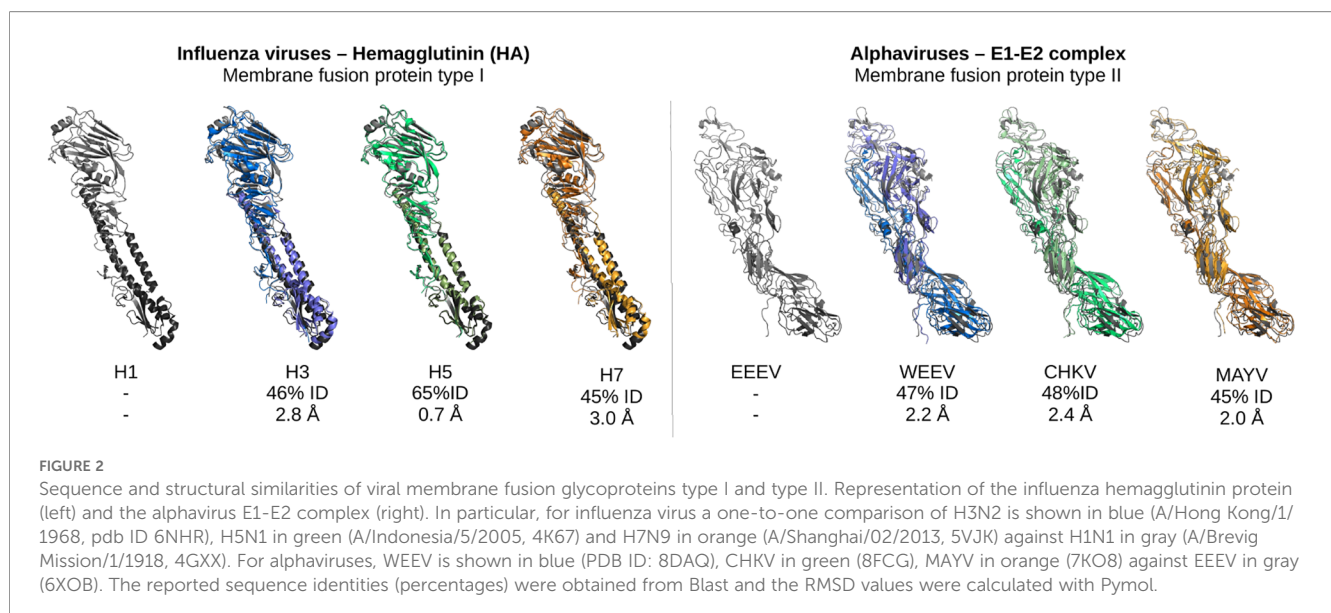 Influenza viruses – Hemagglutinin (HA)
Membrane fusion protein type I
Alphaviruses – E1-E2 complex
Membrane fusion protein type II
H1
-
-
H3
46% ID
2.8 Å
H5
65%ID
0.7 Å
H7
45% ID
3.0 Å
EEEV
-
-
WEEV
47% ID
2.2 Å
CHKV
48%ID
2.4 Å
MAYV
45% ID
2.0 Å
FIGURE 2
Sequence and structural similarities of viral membrane fusion glycoproteins type I and type II. Representation of the influenza hemagglutinin protein
(left) and the alphavirus E1-E2 complex (right). In particular, for influenza virus a one-to-one comparison of H3N2 is shown in blue (A/Hong Kong/1/
1968, pdb ID 6NHR), H5N1 in green (A/Indonesia/5/2005, 4K67) and H7N9 in orange (A/Shanghai/02/2013, 5VJK) against H1N1 in gray (A/Brevig
Mission/1/1918, 4GXX). For alphaviruses, WEEV is shown in blue (PDB ID: 8DAQ), CHKV in green (8FCG), MAYV in orange (7KO8) against EEEV in gray
(6XOB). The reported sequence identities (percentages) were obtained from Blast and the RMSD values were calculated with Pymol.